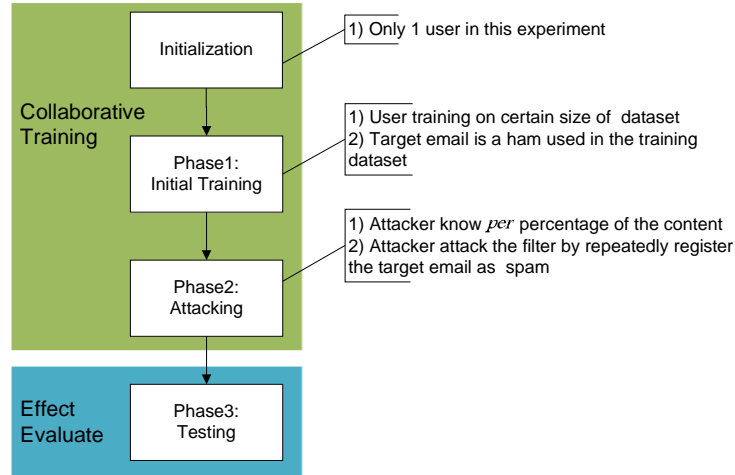 Initialization
1) Only 1 user in this experiment
Collaborative
Training
Phase1:
Initial Training
1) User training on certain size of dataset
2) Target email is a ham used in the training
dataset
Phase2:
Attacking
1) Attacker know per percentage of the content
2) Attacker attack the filter by repeatedly register
the target email as spam
Effect
Evaluate
Phase3:
Testing